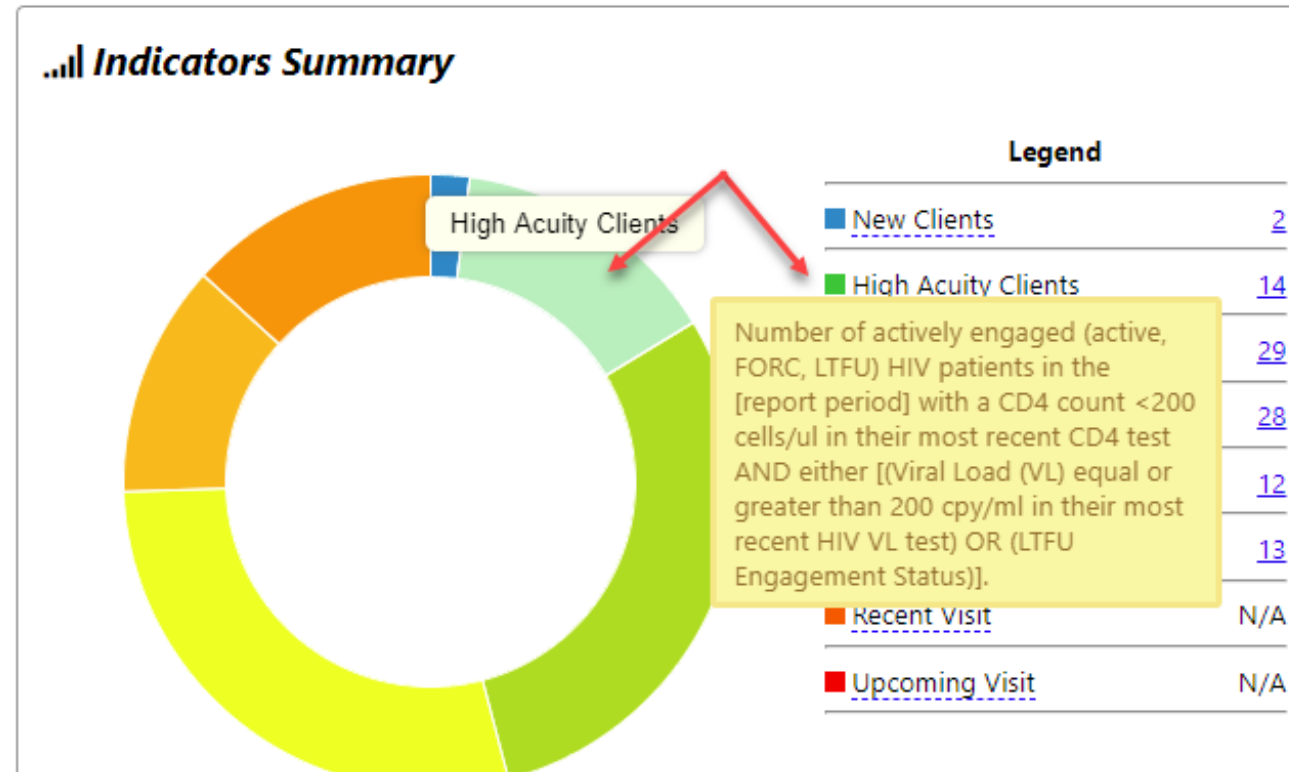 Indicators Summary
High Acuity Clients
Legend
New Clients 2
High Acuity Clients 14
29
28
12
13
Number of actively engaged (active,
FORC, LTFU) HIV patients in the
[report period] with a CD4 count <200
cells/ul in their most recent CD4 test
AND either [(Viral Load (VL) equal or
greater than 200 cpy/ml in their most
recent HIV VL test) OR (LTFU
Engagement Status)].
Recent Visit N/A
Upcoming Visit N/A